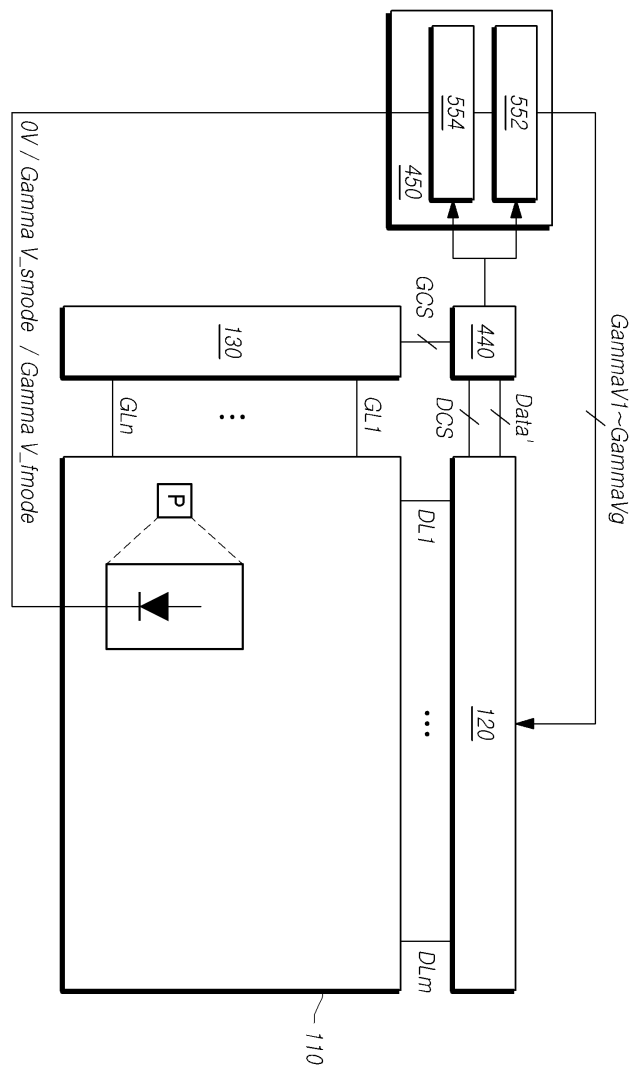 GammaV1~GammaVg
552
554
450
440
Data'
DCS
GCS
120
DL1
...
DLm
130
GL1
...
GLn
P
0V / Gamma V_smode / Gamma V_fmode
110